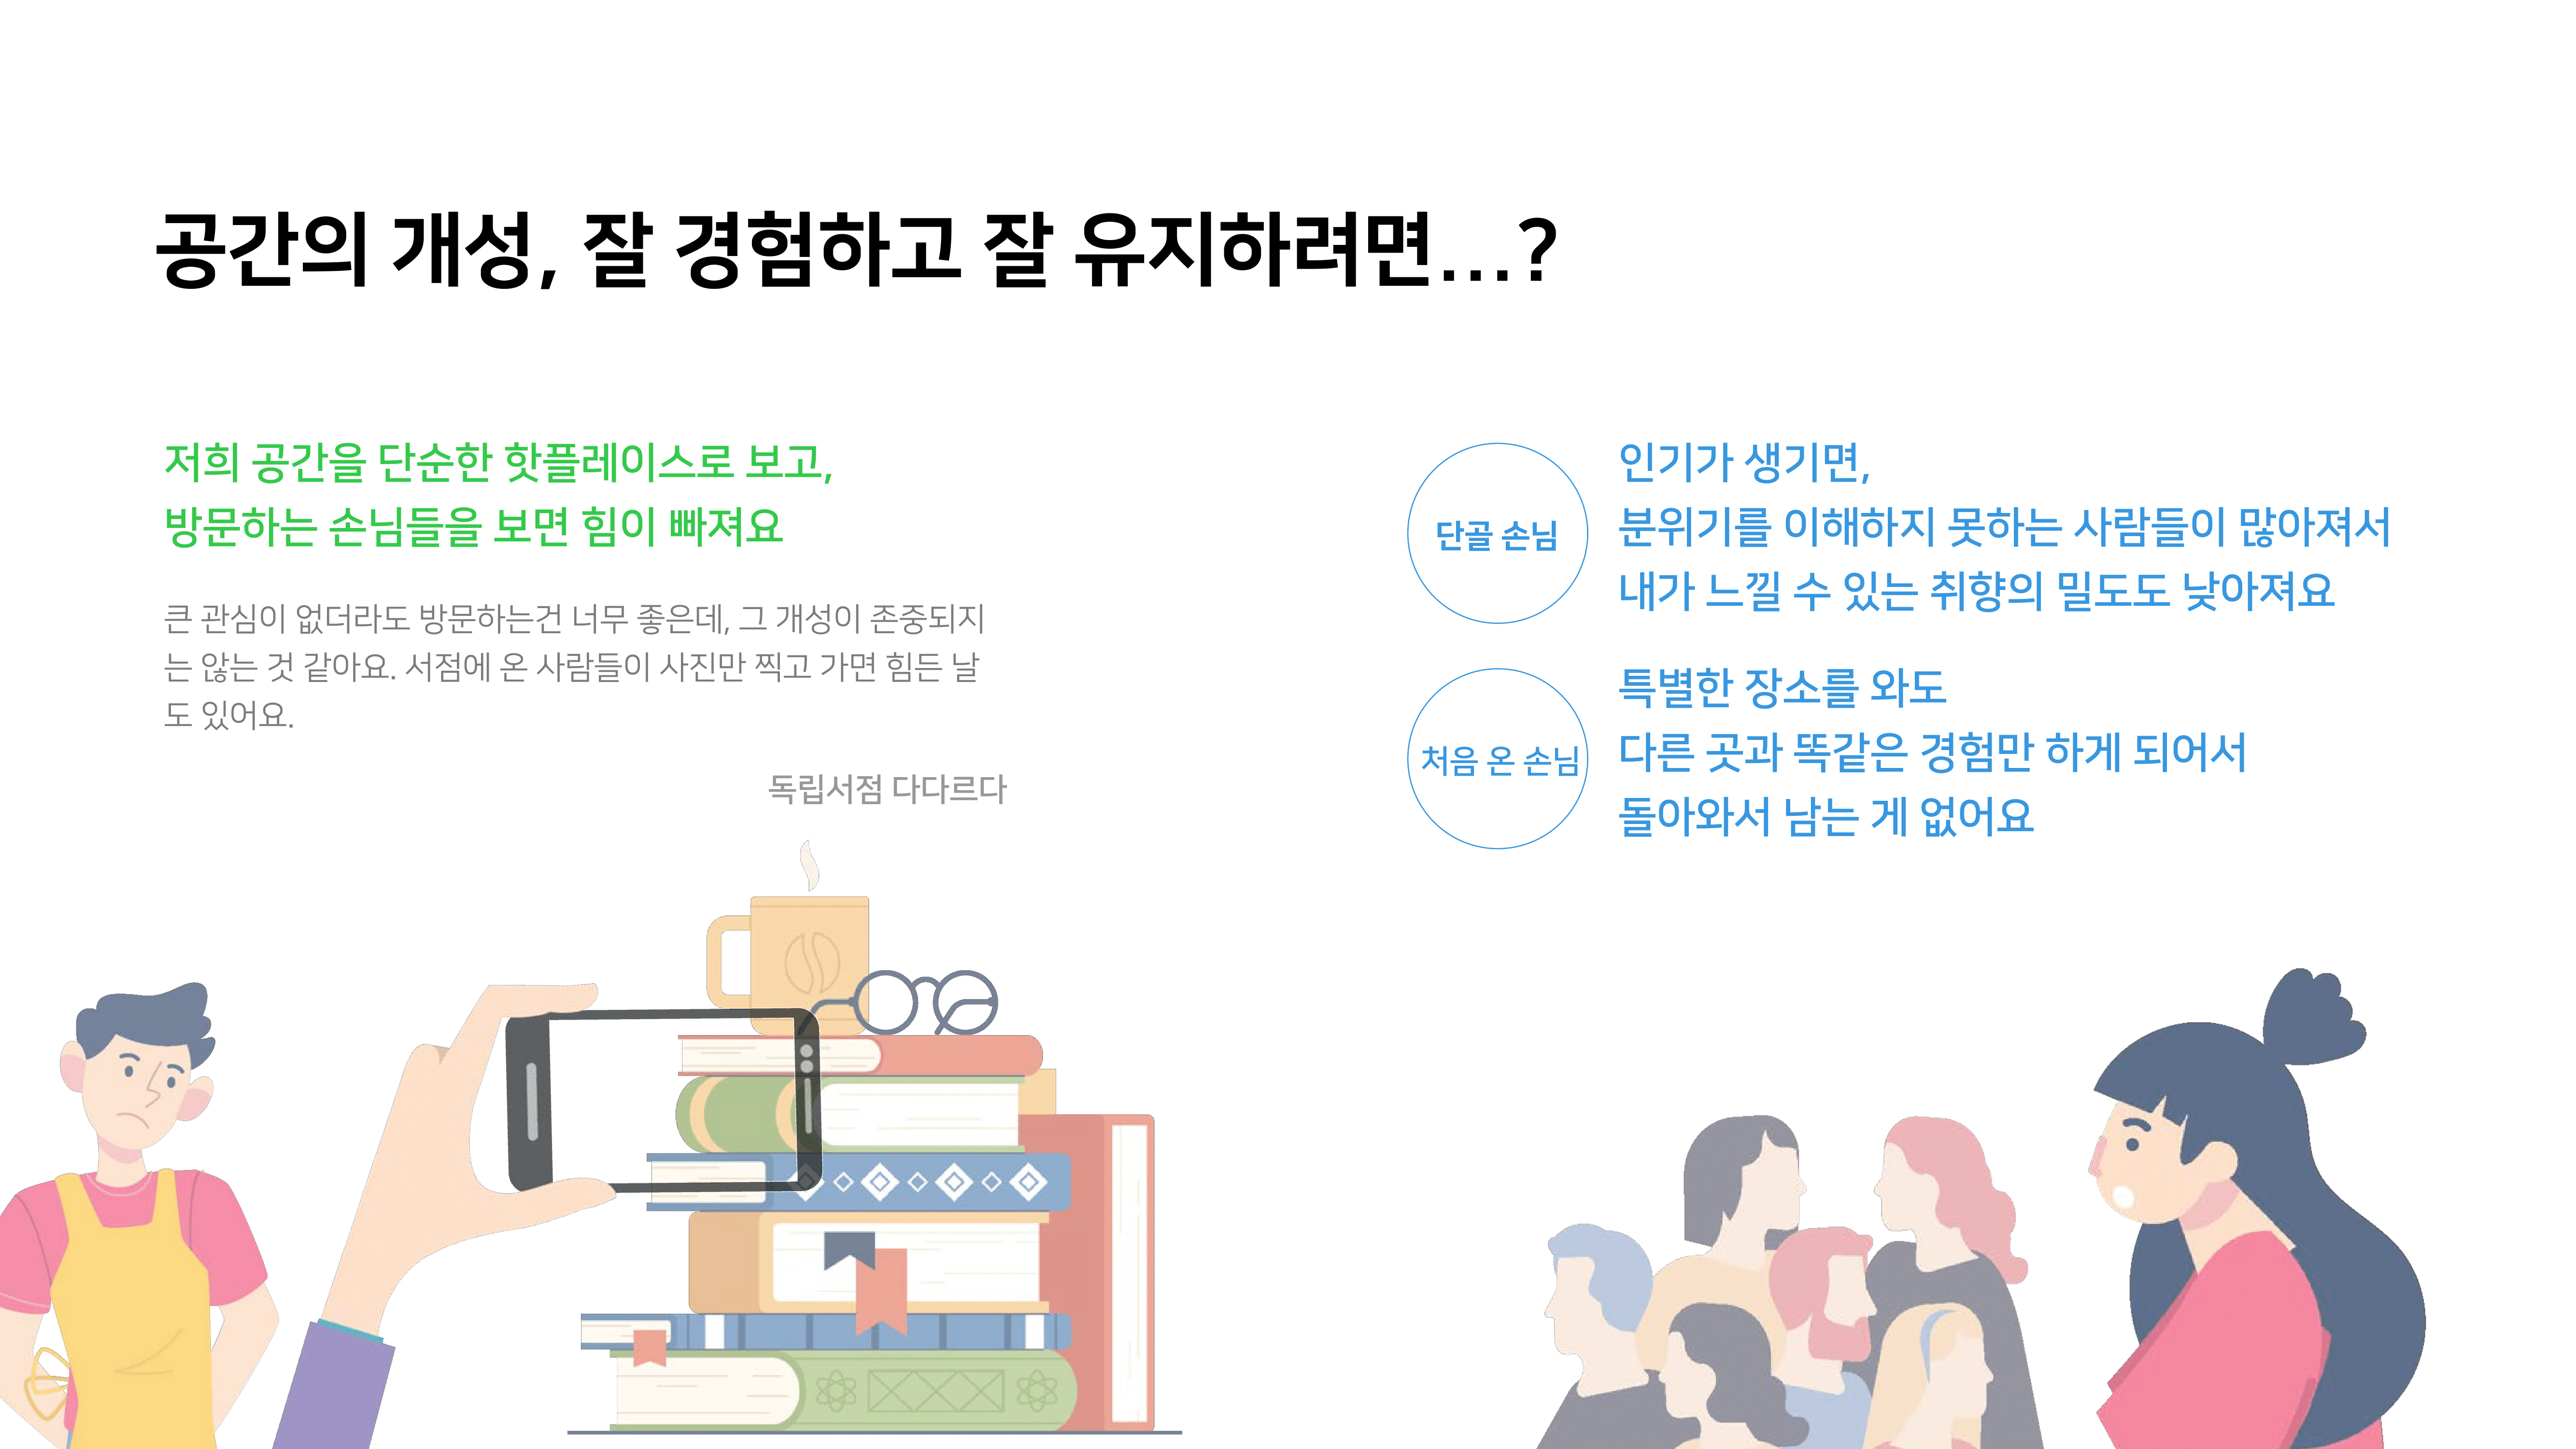 공간의 개성, 잘 경험하고 잘 유지하려면...?
저희 공간을 단순한 핫플레이스로 보고,
방문하는 손님들을 보면 힘이 빠져요
큰 관심이 없더라도 방문하는건 너무 좋은데, 그 개성이 존중되지
는 않는 것 같아요. 서점에 온 사람들이 사진만 찍고 가면 힘든 날
도 있어요.
독립서점 다다르다
단골 손님
인기가 생기면,
분위기를 이해하지 못하는 사람들이 많아져서
내가 느낄 수 있는 취향의 밀도도 낮아져요
처음 온 손님
특별한 장소를 와도
다른 곳과 똑같은 경험만 하게 되어서
돌아와서 남는 게 없어요